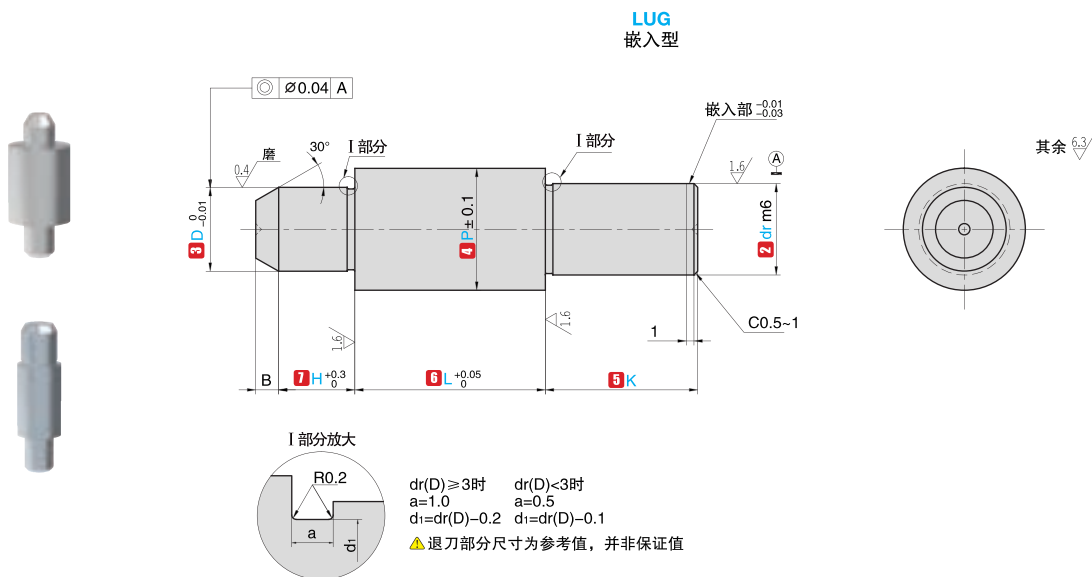 LUG
嵌入型
◎ Ø0.04 A
嵌入部 -0.01 -0.03
I 部分
I 部分
30°
磨
0.4
1.6
A
其余 6.3
3 D 0 -0.01
4 P±0.1
2 dr m6
1.6
1.6
1
C0.5~1
B
7 H +0.3 0
6 L +0.05 0
5 K
I 部分放大
R0.2
a
d1
dr(D)≥3时 dr(D)<3时
a=1.0 a=0.5
d1=dr(D)-0.2 d1=dr(D)-0.1
退刀部分尺寸为参考值，并非保证值